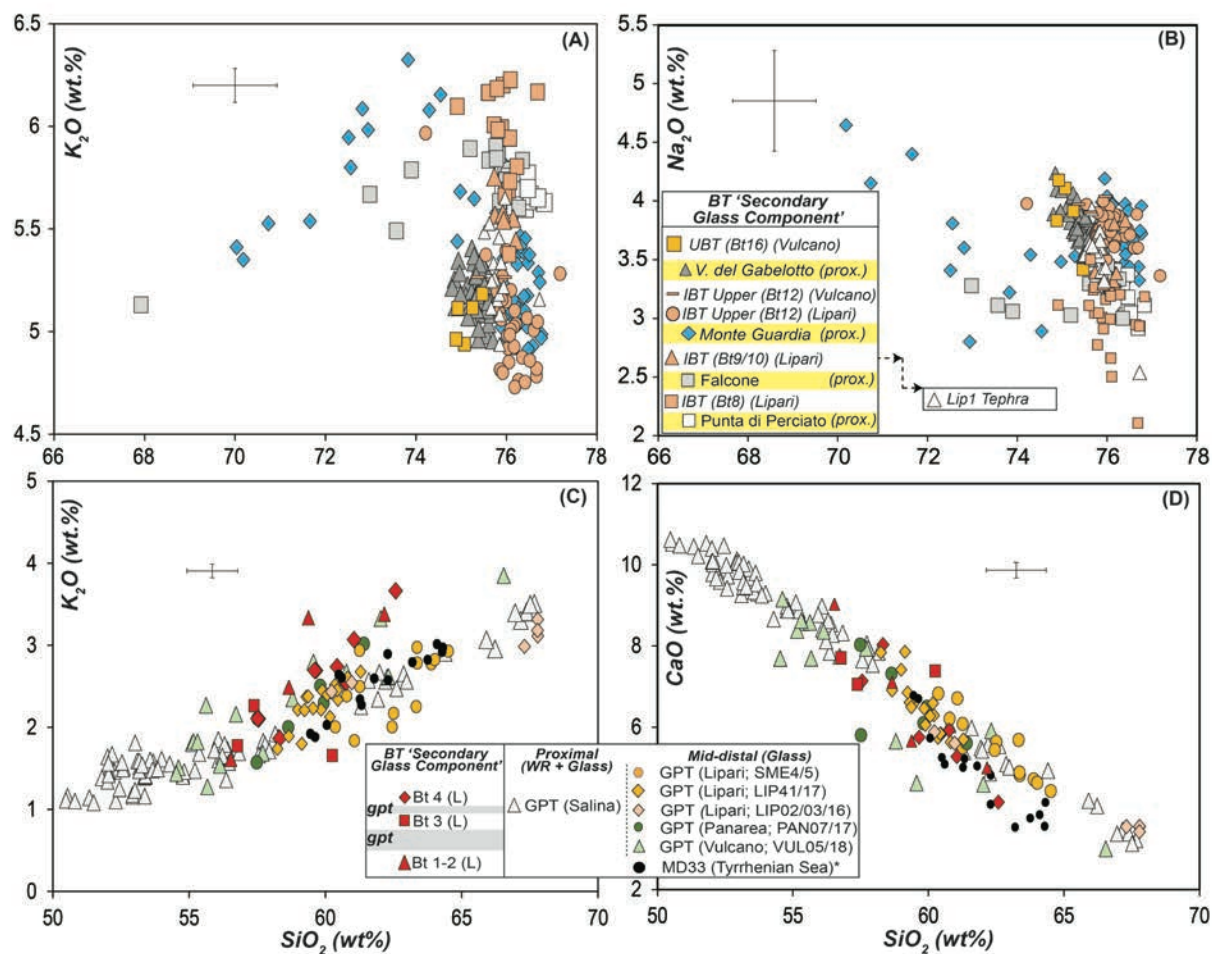 6.5
6
5.5
5
4.5
K₂O (wt.%)
(A)
66
68
70
72
74
76
78
5.5
5
4.5
4
3.5
3
2.5
2
Na₂O (wt.%)
(B)
BT ‘Secondary
Glass Component’
UBT (Bt16) (Vulcano)
V. del Gabelotto (prox.)
IBT Upper (Bt12) (Vulcano)
IBT Upper (Bt12) (Lipari)
Monte Guardia (prox.)
IBT (Bt9/10) (Lipari)
Falcone (prox.)
IBT (Bt8) (Lipari)
Punta di Perciato (prox.)
Lip1 Tephra
66
68
70
72
74
76
78
5
4
3
2
1
0
K₂O (wt.%)
(C)
50
55
60
65
70
SiO₂ (wt%)
12
10
8
6
4
2
CaO (wt.%)
(D)
50
55
60
65
70
SiO₂ (wt%)
BT ‘Secondary
Glass Component’
Bt 4 (L)
gpt
Bt 3 (L)
gpt
Bt 1-2 (L)
Proximal
(WR + Glass)
GPT (Salina)
Mid-distal (Glass)
GPT (Lipari; SME4/5)
GPT (Lipari; LIP41/17)
GPT (Lipari; LIP02/03/16)
GPT (Panarea; PAN07/17)
GPT (Vulcano; VUL05/18)
MD33 (Tyrrhenian Sea)*